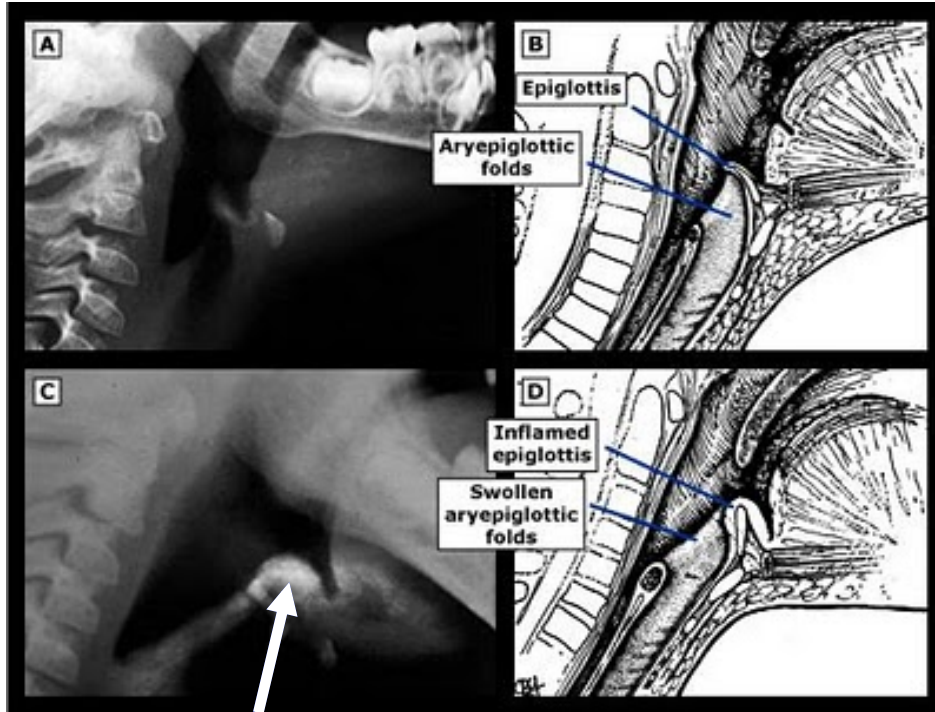 A
B
Epiglottis
Aryepiglottic
folds
C
D
Inflamed
epiglottis
Swollen
aryepiglottic
folds